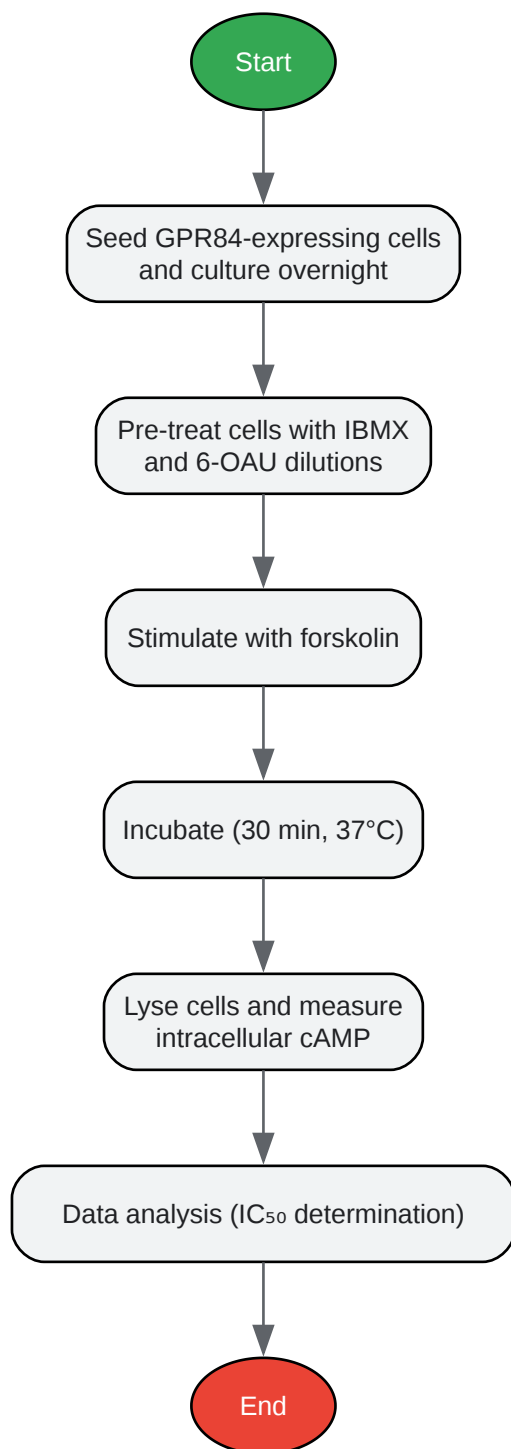 Start
Seed GPR84-expressing cells
and culture overnight
Pre-treat cells with IBMX
and 6-OAU dilutions
Stimulate with forskolin
Incubate (30 min, 37°C)
Lyse cells and measure
intracellular cAMP
Data analysis (IC₅₀ determination)
End